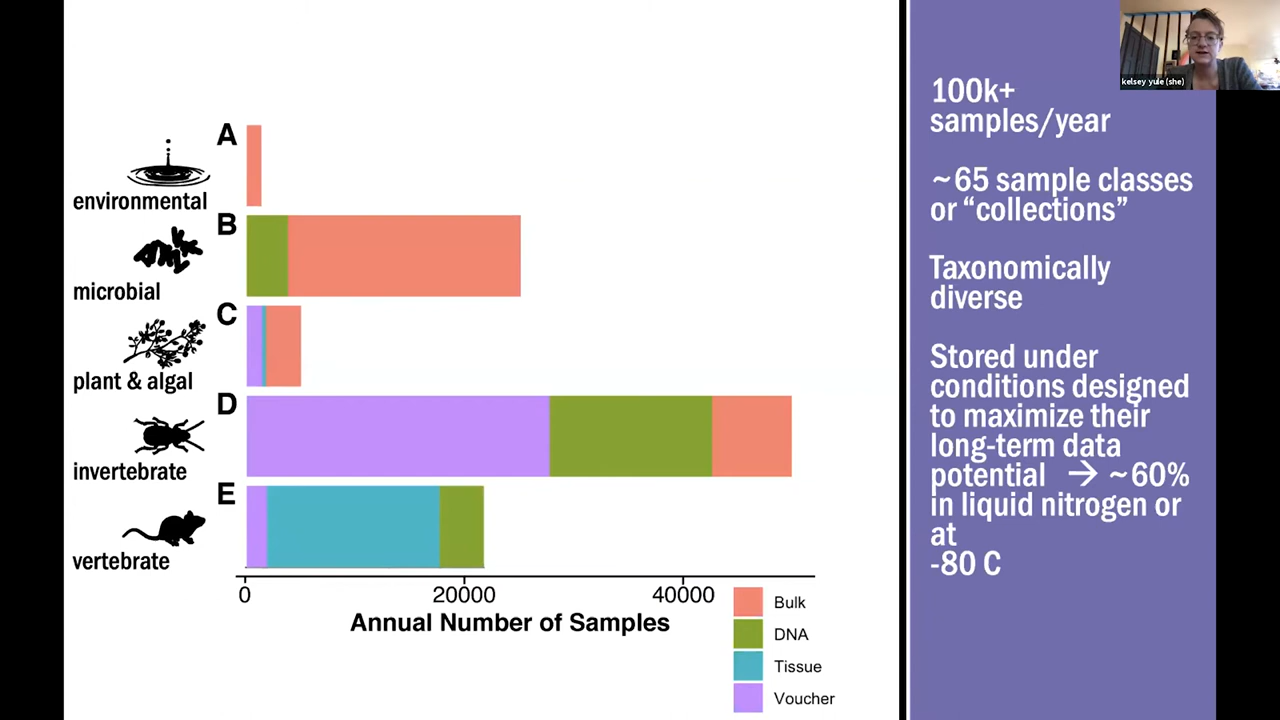 A
environmental
B
microbial
C
plant & algal
D
invertebrate
E
vertebrate
0 20000 40000
Annual Number of Samples
Bulk
DNA
Tissue
Voucher
100k+
samples/year
~65 sample classes
or “collections”
Taxonomically
diverse
Stored under
conditions designed
to maximize their
long-term data
potential → ~60%
in liquid nitrogen or
at
-80 C
kelsey yule (she)